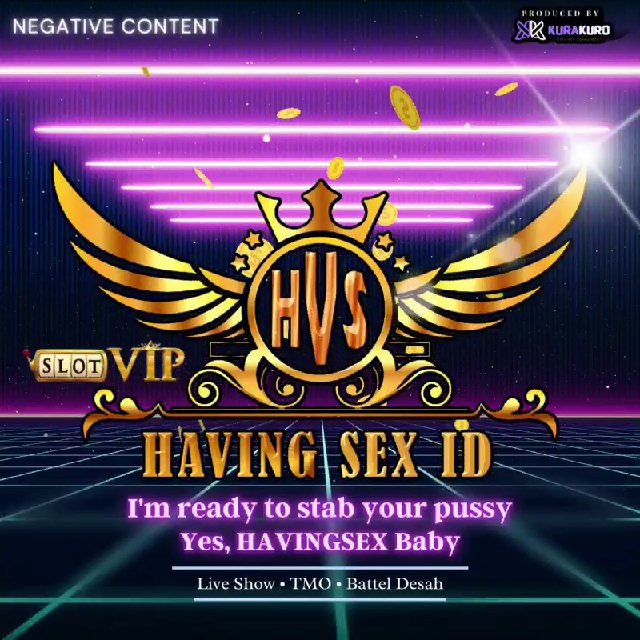 NEGATIVE CONTENT
PRODUCED BY
KURAKURO
HVS
SLOT VIP
HAVING SEX ID
I'm ready to stab your pussy
Yes, HAVINGSEX Baby
Live Show • TMO • Battel Desah